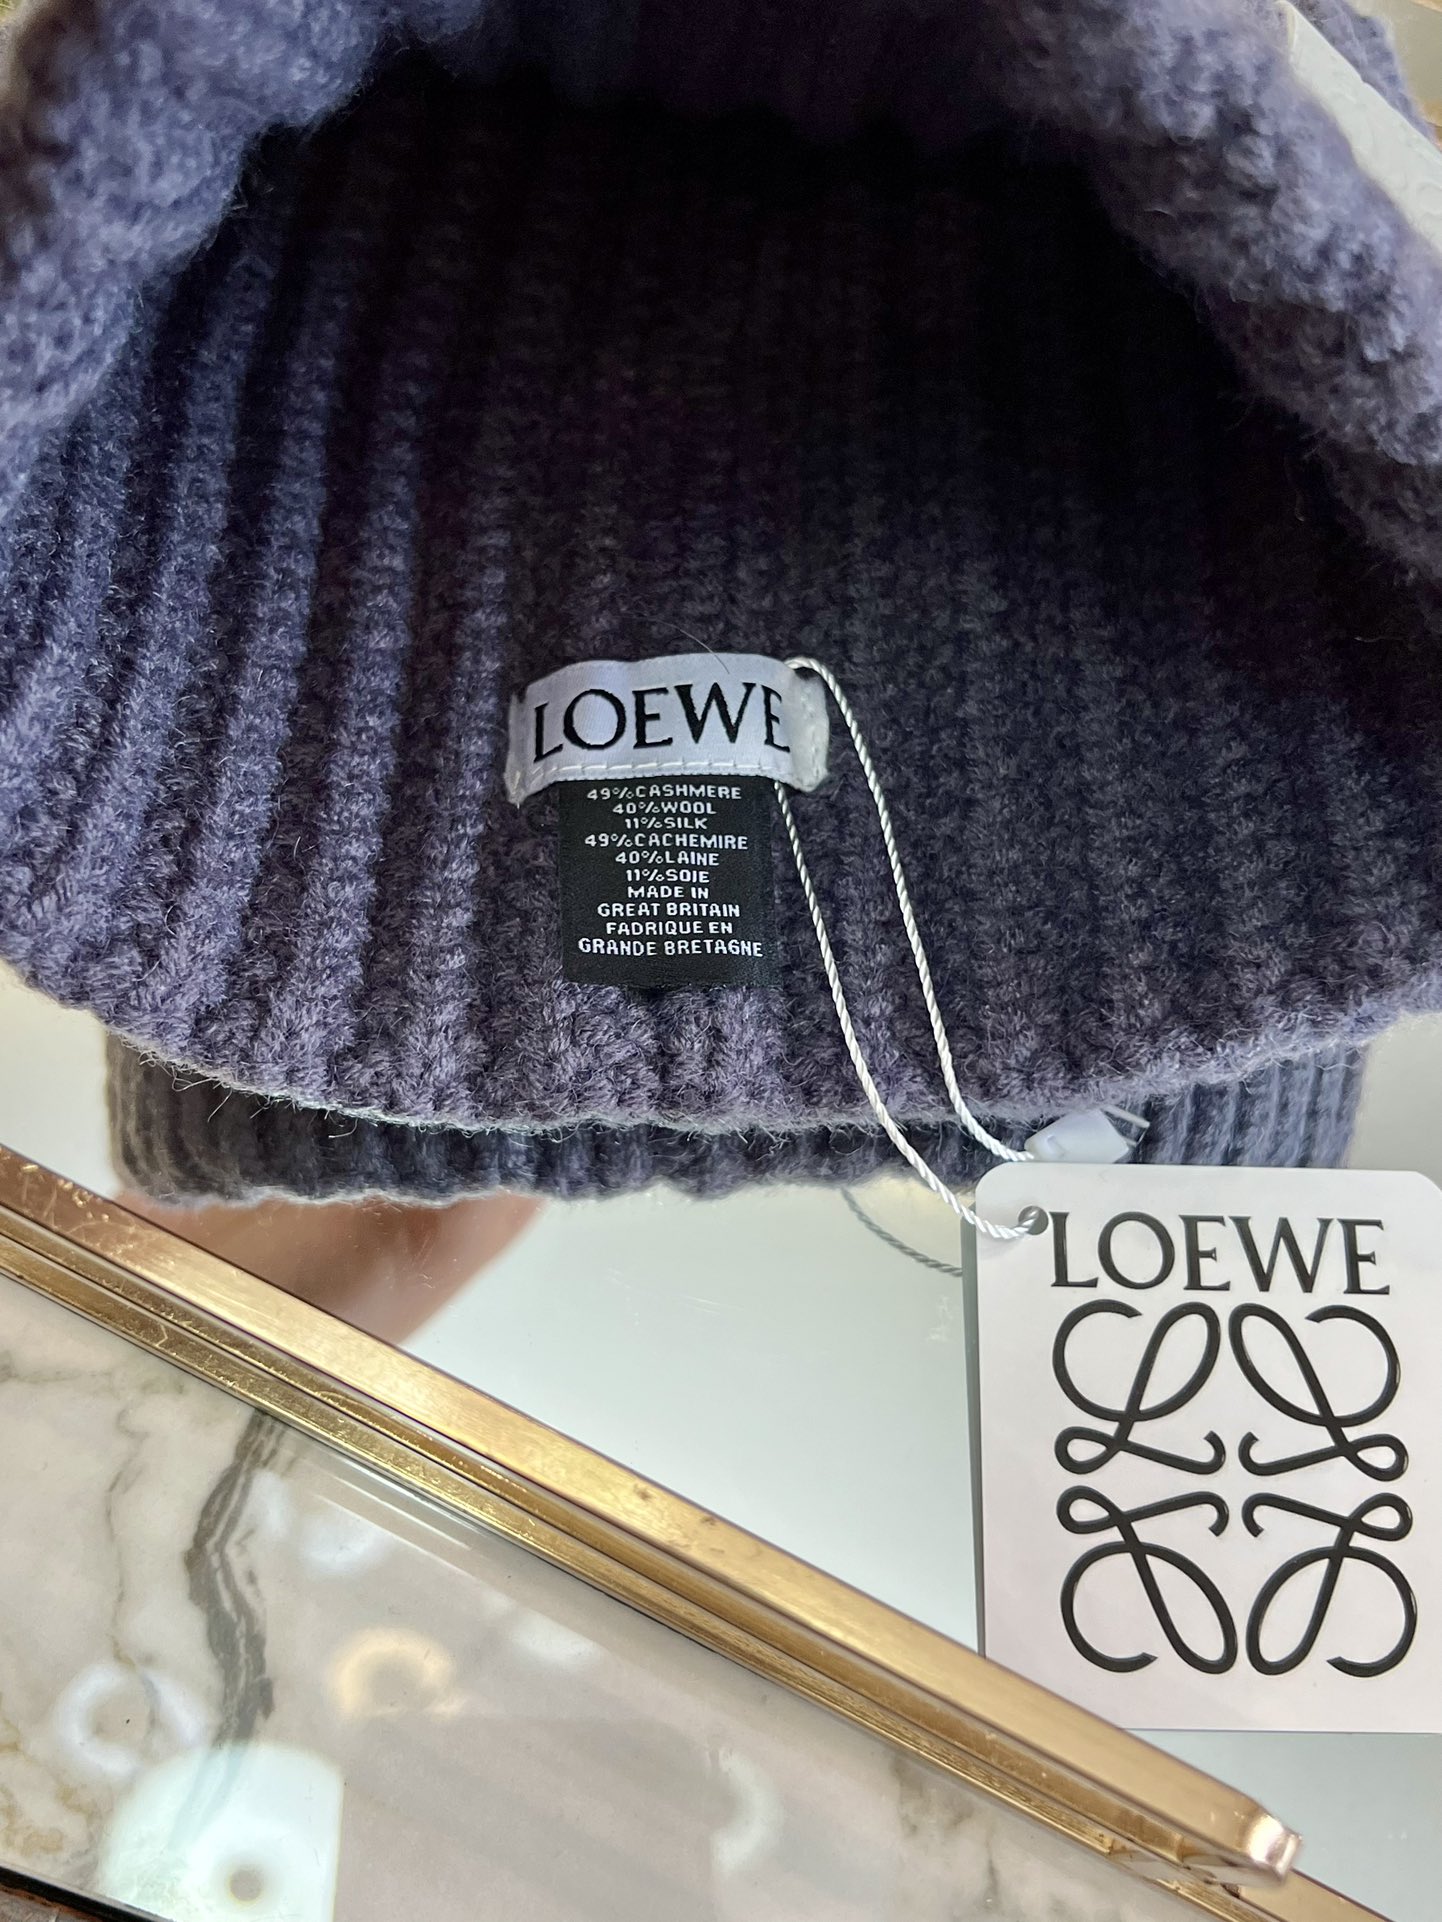 LOEWE
49%CASHMERE
40%WOOL
11%SILK
49%CACHEMIRE
40%LAINE
11%SOIE
MADE IN
GREAT BRITAIN
FADRIQUE EN
GRANDE BRETAGNE
LOEWE